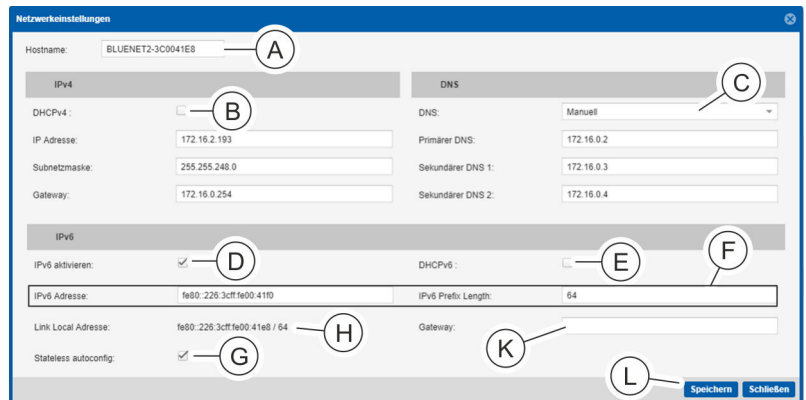 Netzwerkeinstellungen
Hostname: BLUENET2-3C0041E8 A
IPv4
DHCPv4 : B
IP Adresse: 172.16.2.193
Subnetzmaske: 255.255.248.0
Gateway: 172.16.0.254
DNS
C
DNS: Manuell
Primärer DNS: 172.16.0.2
Sekundärer DNS 1: 172.16.0.3
Sekundärer DNS 2: 172.16.0.4
IPv6
IPv6 aktivieren: D DHCPv6 : E F
IPv6 Adresse: fe80::226:3cff:fe00:41f0 IPv6 Prefix Length: 64
Link Local Adresse: fe80::226:3cff:fe00:41e8 / 64 H Gateway: K
Stateless autoconfig: G
L Speichern Schließen